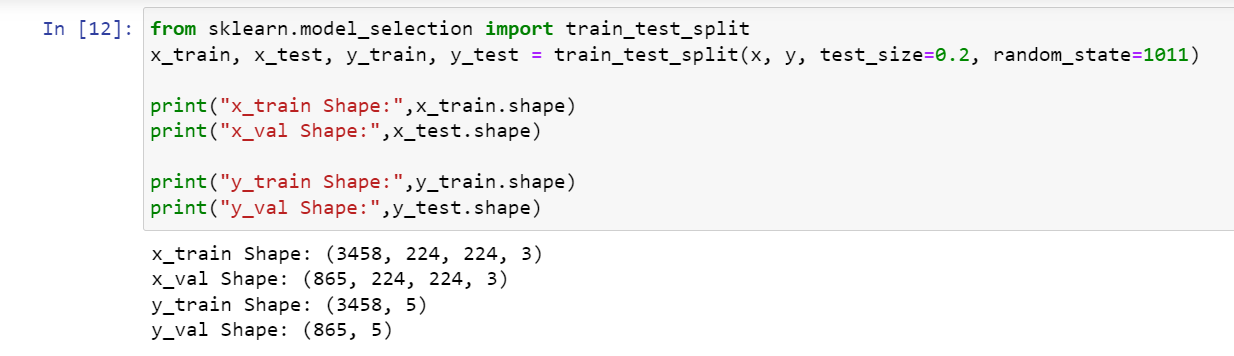 In [12]: from sklearn.model_selection import train_test_split
x_train, x_test, y_train, y_test = train_test_split(x, y, test_size=0.2, random_state=1011)
print("x_train Shape:",x_train.shape)
print("x_val Shape:",x_test.shape)
print("y_train Shape:",y_train.shape)
print("y_val Shape:",y_test.shape)
x_train Shape: (3458, 224, 224, 3)
x_val Shape: (865, 224, 224, 3)
y_train Shape: (3458, 5)
y_val Shape: (865, 5)